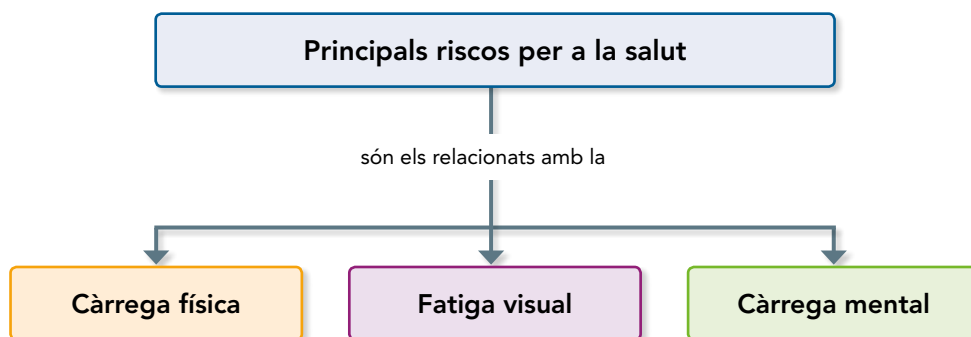 Principals riscos per a la salut
són els relacionats amb la
Càrrega física
Fatiga visual
Càrrega mental